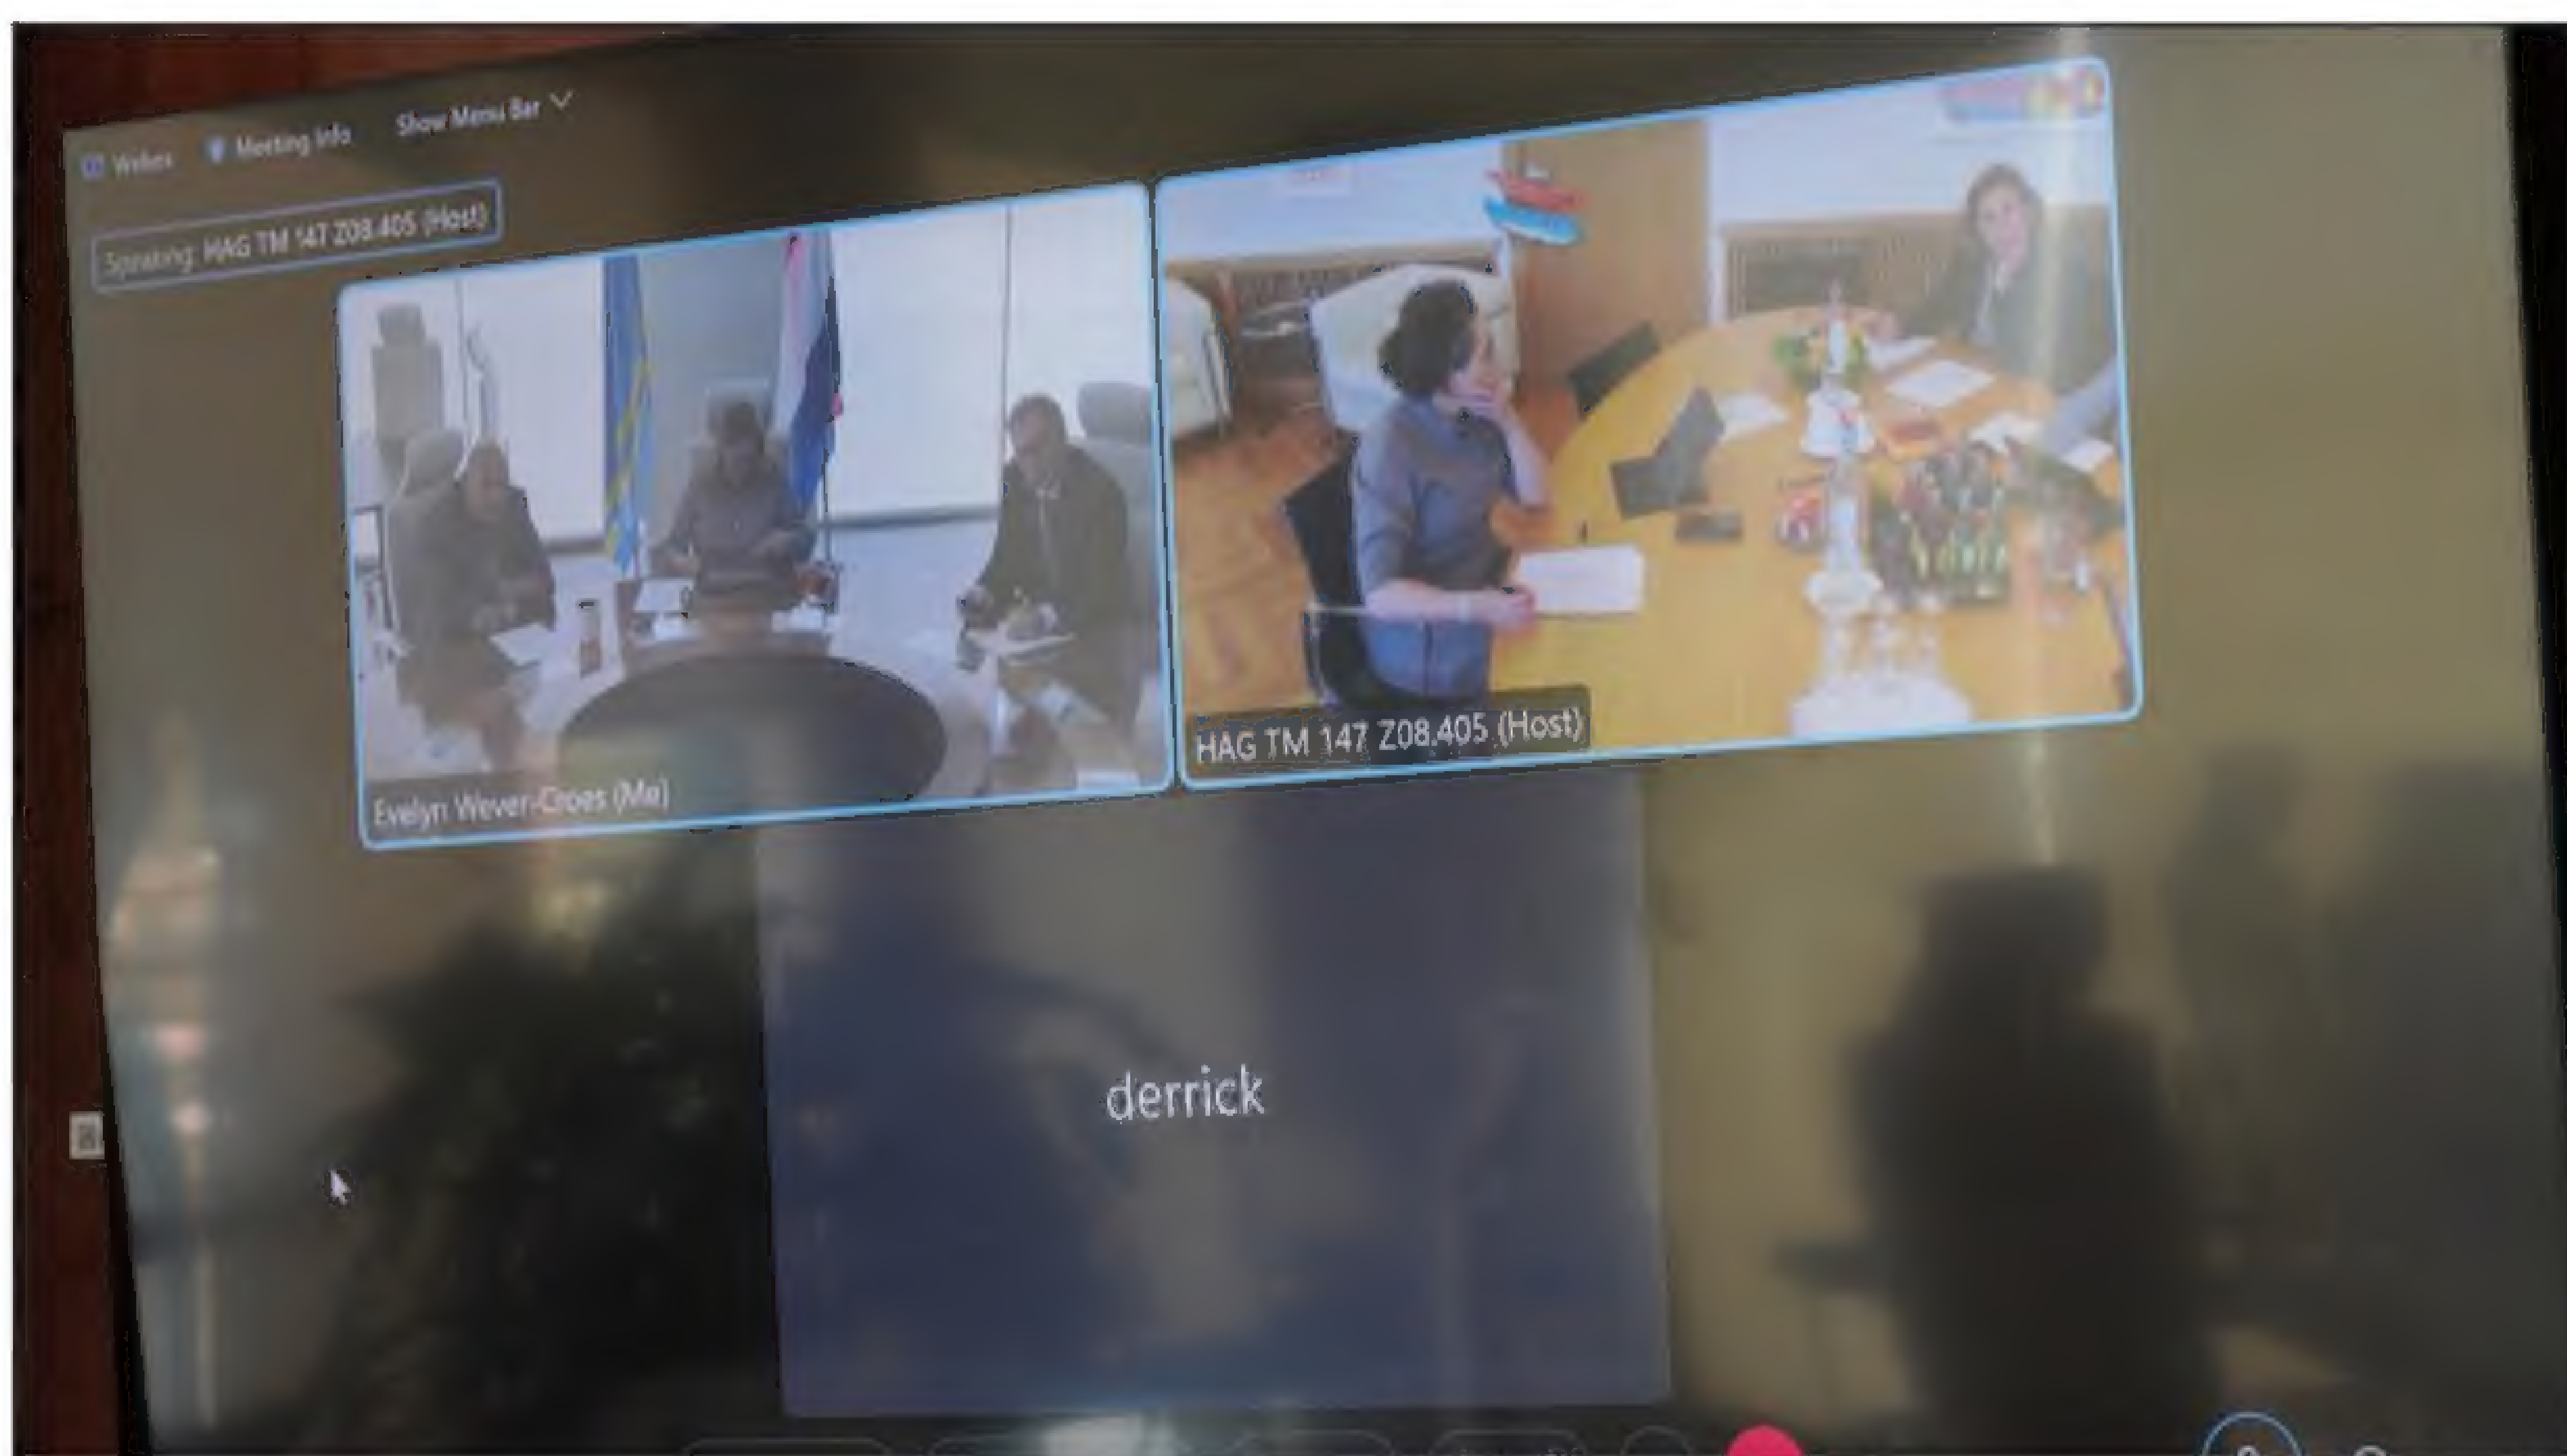 Webex Meeting Info Show Menu Bar
Speaking: HAG TM 147 Z08.405 (Host)
Evelyn Wever-Croes (Me)
HAG TM 147 Z08.405 (Host)
derrick